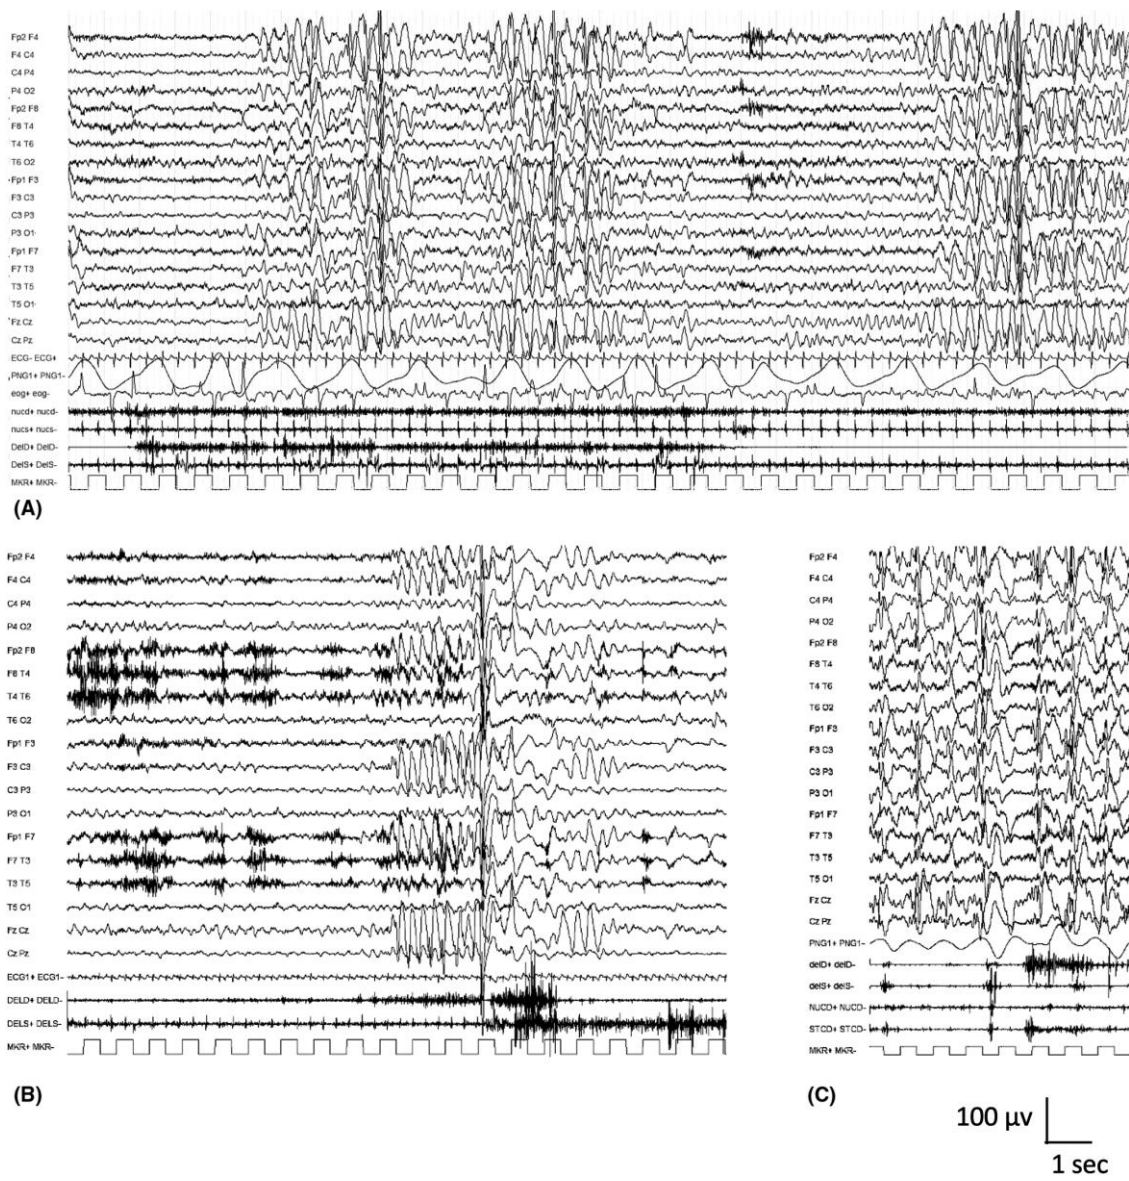 Fp2 F4
F4 C4
C4 P4
P4 O2
Fp2 F8
F8 T4
T4 T6
T6 O2
Fp1 F3
F3 C3
C3 P3
P3 O1
Fp1 F7
F7 T3
T3 T5
T5 O1
Fz Cz
Cz Pz
ECG- ECG+
PNG1+ PNG1-
eog+ eog-
nucd+ nucd-
nucs+ nucs-
DelD+ DelD-
DelS+ DelS-
MKR+ MKR-
(A)
Fp2 F4
F4 C4
C4 P4
P4 O2
Fp2 F8
F8 T4
T4 T6
T6 O2
Fp1 F3
F3 C3
C3 P3
P3 O1
Fp1 F7
F7 T3
T3 T5
T5 O1
Fz Cz
Cz Pz
ECG1+ ECG1-
DELD+ DELD-
DELS+ DELS-
MKR+ MKR-
(B)
Fp2 F4
F4 C4
C4 P4
P4 O2
Fp2 F8
F8 T4
T4 T6
T6 O2
Fp1 F3
F3 C3
C3 P3
P3 O1
Fp1 F7
F7 T3
T3 T5
T5 O1
Fz Cz
Cz Pz
PNG1+ PNG1-
delD+ delD-
delS+ delS-
NUCD+ NUCD-
STCD+ STCD-
MKR+ MKR-
(C)
100 µv
1 sec